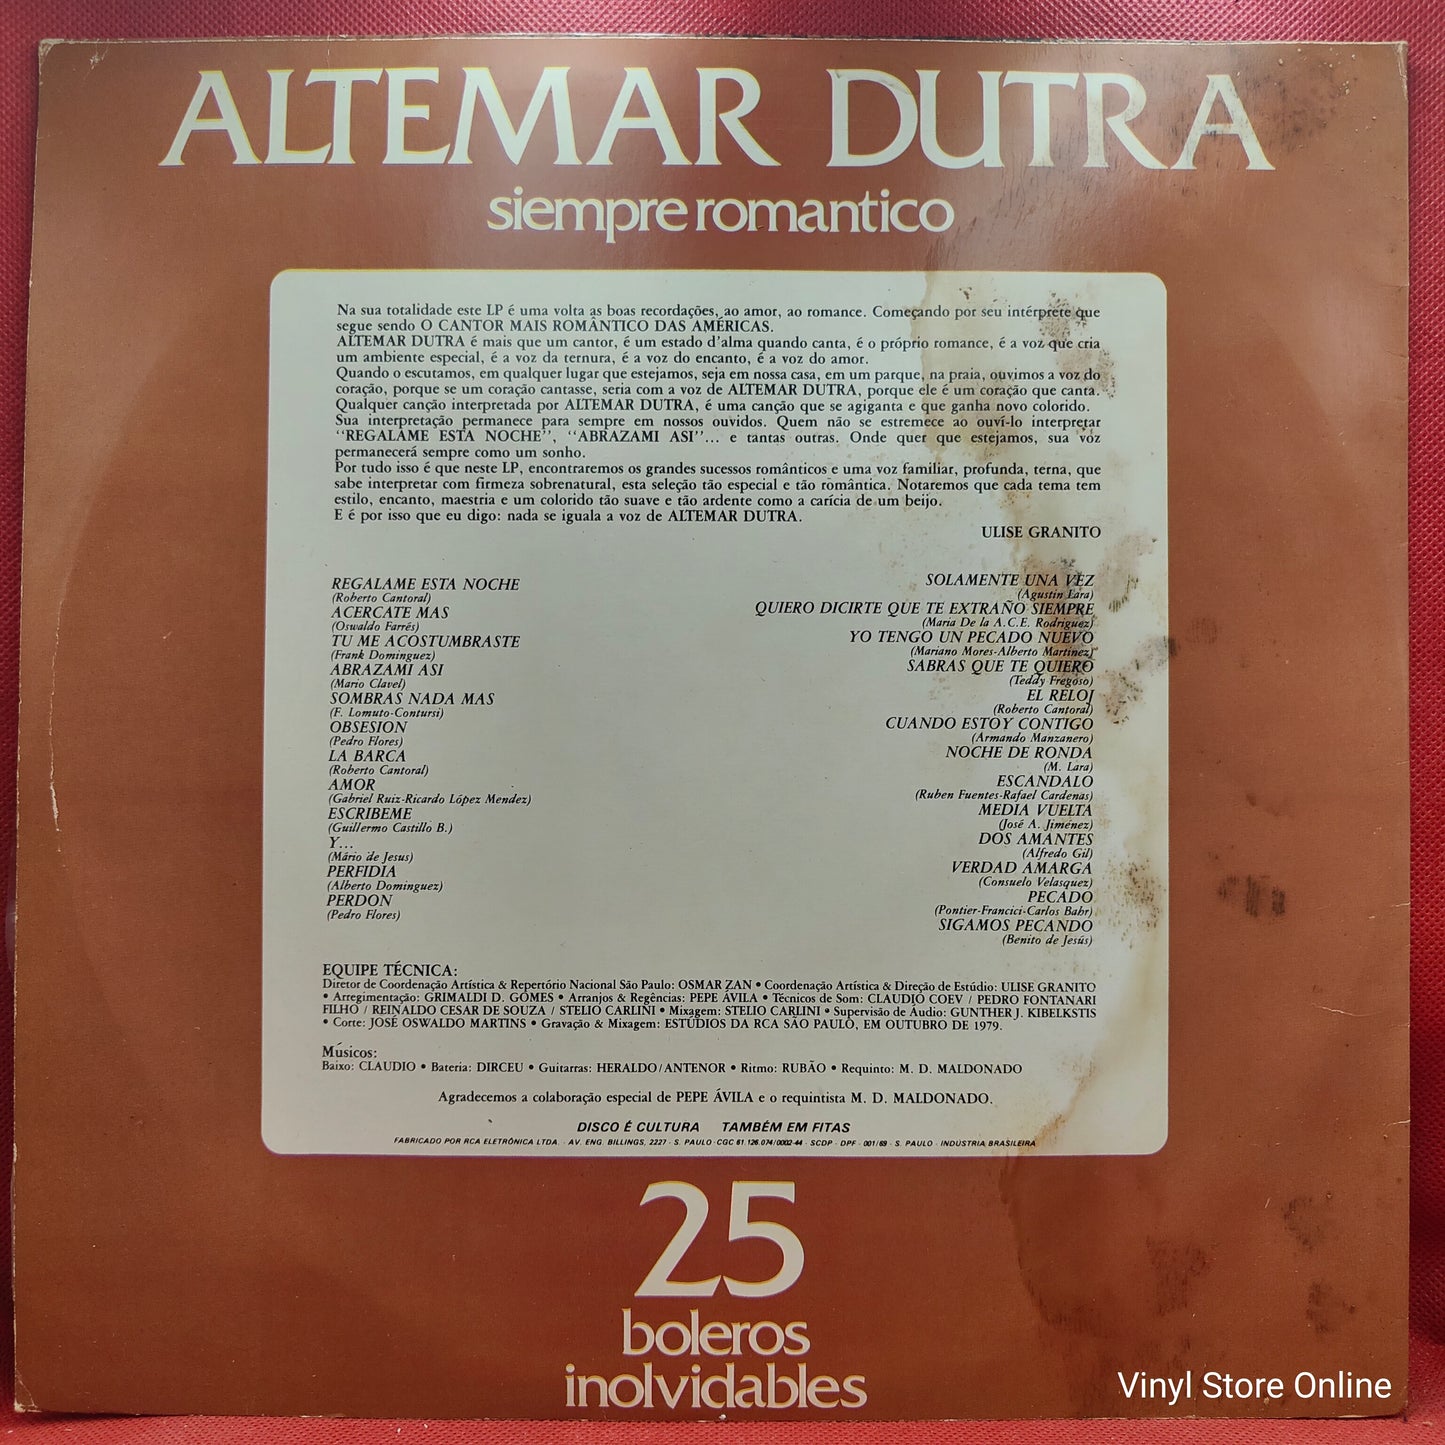 ALTEMAR DUTRA
siempre romantico
Na sua totalidade este LP é uma volta as boas recordações, ao amor, ao romance. Começando por seu intérprete que
segue sendo O CANTOR MAIS ROMÂNTICO DAS AMÉRICAS.
ALTEMAR DUTRA é mais que um cantor, é um estado d'alma quando canta, é o próprio romance, é a voz que cria
um ambiente especial, é a voz da ternura, é a voz do encanto, é a voz do amor.
Quando o escutamos, em qualquer lugar que estejamos, seja em nossa casa, em um parque, na praia, ouvimos a voz do
coração, porque se um coração cantasse, seria com a voz de ALTEMAR DUTRA, porque ele é um coração que canta.
Qualquer canção interpretada por ALTEMAR DUTRA, é uma canção que se agiganta e que ganha novo colorido.
Sua interpretação permanece para sempre em nossos ouvidos. Quem não se estremece ao ouví-lo interpretar
"REGALAME ESTA NOCHE", "ABRAZAMI ASI"... e tantas outras. Onde quer que estejamos, sua voz
permanecerá sempre como um sonho.
Por tudo isso é que neste LP, encontraremos os grandes sucessos românticos e uma voz familiar, profunda, terna, que
sabe interpretar com firmeza sobrenatural, esta seleção tão especial e tão romântica. Notaremos que cada tema tem
estilo, encanto, maestria e um colorido tão suave e tão ardente como a carícia de um beijo.
E é por isso que eu digo: nada se iguala a voz de ALTEMAR DUTRA.
ULISE GRANITO
REGALAME ESTA NOCHE
(Roberto Cantoral)
ACERCATE MAS
(Oswaldo Farrés)
TU ME ACOSTUMBRASTE
(Frank Dominguez)
ABRAZAMI ASI
(Mario Clavel)
SOMBRAS NADA MAS
(F. Lomuto-Contursi)
OBSESION
(Pedro Flores)
LA BARCA
(Roberto Cantoral)
AMOR
(Gabriel Ruiz-Ricardo López Mendez)
ESCRIBEME
(Guillermo Castillo B.)
Y...
(Mário de Jesus)
PERFIDIA
(Alberto Dominguez)
PERDON
(Pedro Flores)
SOLAMENTE UNA VEZ
(Agustin Lara)
QUIERO DICIRTE QUE TE EXTRAÑO SIEMPRE
(Maria De la A.C.E. Rodriguez)
YO TENGO UN PECADO NUEVO
(Mariano Mores-Alberto Martinez)
SABRAS QUE TE QUIERO
(Teddy Fregoso)
EL RELOJ
(Roberto Cantoral)
CUANDO ESTOY CONTIGO
(Armando Manzanero)
NOCHE DE RONDA
(M. Lara)
ESCANDALO
(Ruben Fuentes-Rafael Cardenas)
MEDIA VUELTA
(José A. Jiménez)
DOS AMANTES
(Alfredo Gil)
VERDAD AMARGA
(Consuelo Velasquez)
PECADO
(Pontier-Francici-Carlos Bahr)
SIGAMOS PECANDO
(Benito de Jesús)
EQUIPE TÉCNICA:
Diretor de Coordenação Artística & Repertório Nacional São Paulo: OSMAR ZAN • Coordenação Artística & Direção de Estúdio: ULISE GRANITO
• Arregimentação: GRIMALDI D. GOMES • Arranjos & Regências: PEPE ÁVILA • Técnicos de Som: CLAUDIO COEV / PEDRO FONTANARI
FILHO / REINALDO CESAR DE SOUZA / STELIO CARLINI • Mixagem: STELIO CARLINI • Supervisão de Áudio: GUNTHER J. KIBELKSTIS
• Corte: JOSÉ OSWALDO MARTINS • Gravação & Mixagem: ESTÚDIOS DA RCA SÃO PAULO, EM OUTUBRO DE 1979.
Músicos:
Baixo: CLAUDIO • Bateria: DIRCEU • Guitarras: HERALDO/ANTENOR • Ritmo: RUBÃO • Requinto: M. D. MALDONADO
Agradecemos a colaboração especial de PEPE ÁVILA e o requintista M. D. MALDONADO.
DISCO É CULTURA TAMBÉM EM FITAS
FABRICADO POR RCA ELETRÔNICA LTDA. · AV. ENG. BILLINGS, 2227 · S. PAULO · CGC 61.126.074/0002-44 · SCDP · DPF · 001/69 · S. PAULO · INDÚSTRIA BRASILEIRA
25
boleros
inolvidables
Vinyl Store Online